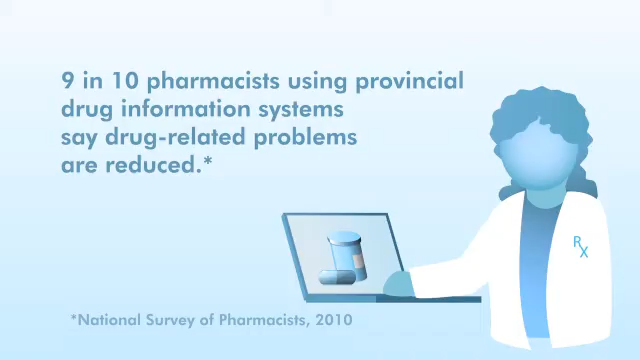 9 in 10 pharmacists using provincial
drug information systems
say drug-related problems
are reduced.*
Rx
*National Survey of Pharmacists, 2010